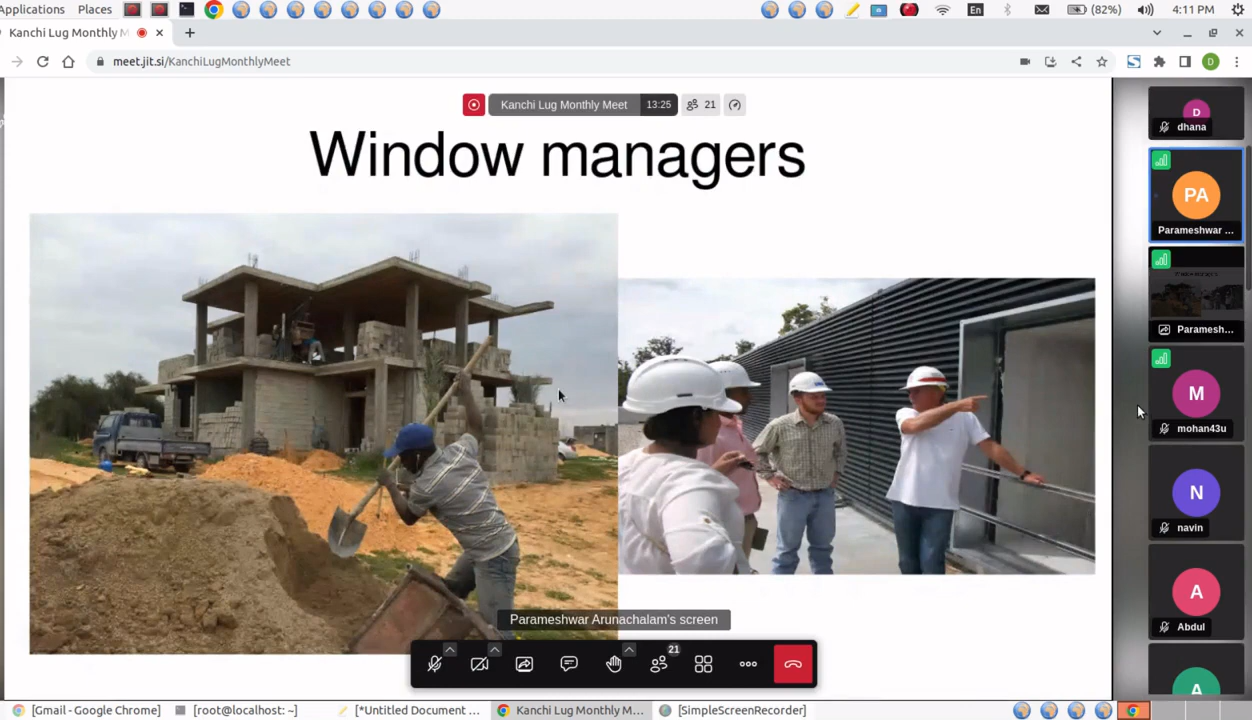 Applications Places
En
(82%)
4:11 PM
Kanchi Lug Monthly M
meet.jit.si/KanchiLugMonthlyMeet
D
Kanchi Lug Monthly Meet 13:25 21
Window managers
D
dhana
PA
Parameshwar ...
Paramesh...
M
mohan43u
N
navin
A
Abdul
A
Parameshwar Arunachalam's screen
21
[Gmail - Google Chrome]
[root@localhost: ~]
[*Untitled Document ...
Kanchi Lug Monthly M...
[SimpleScreenRecorder]